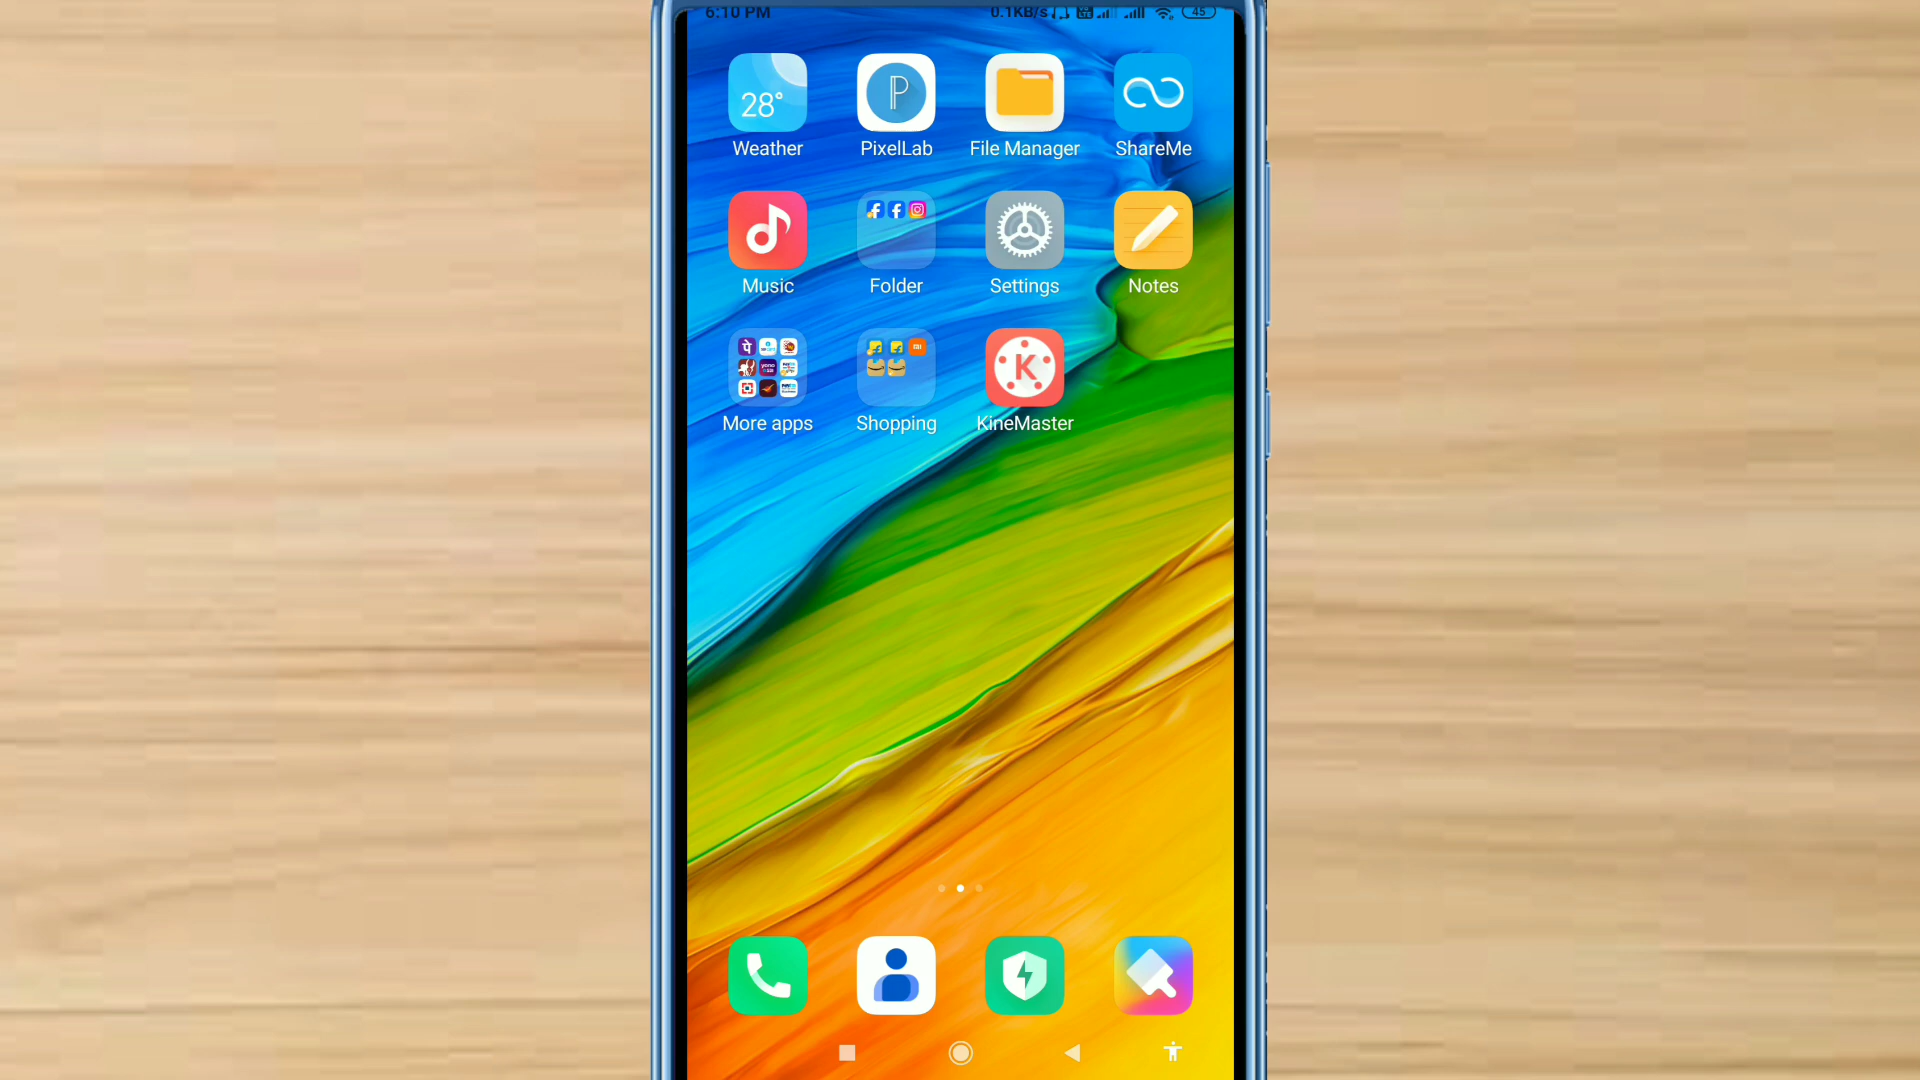 6:10 PM 0.1KB/s 45
28°
P
Weather PixelLab File Manager ShareMe
Music Folder Settings Notes
K
More apps Shopping KineMaster